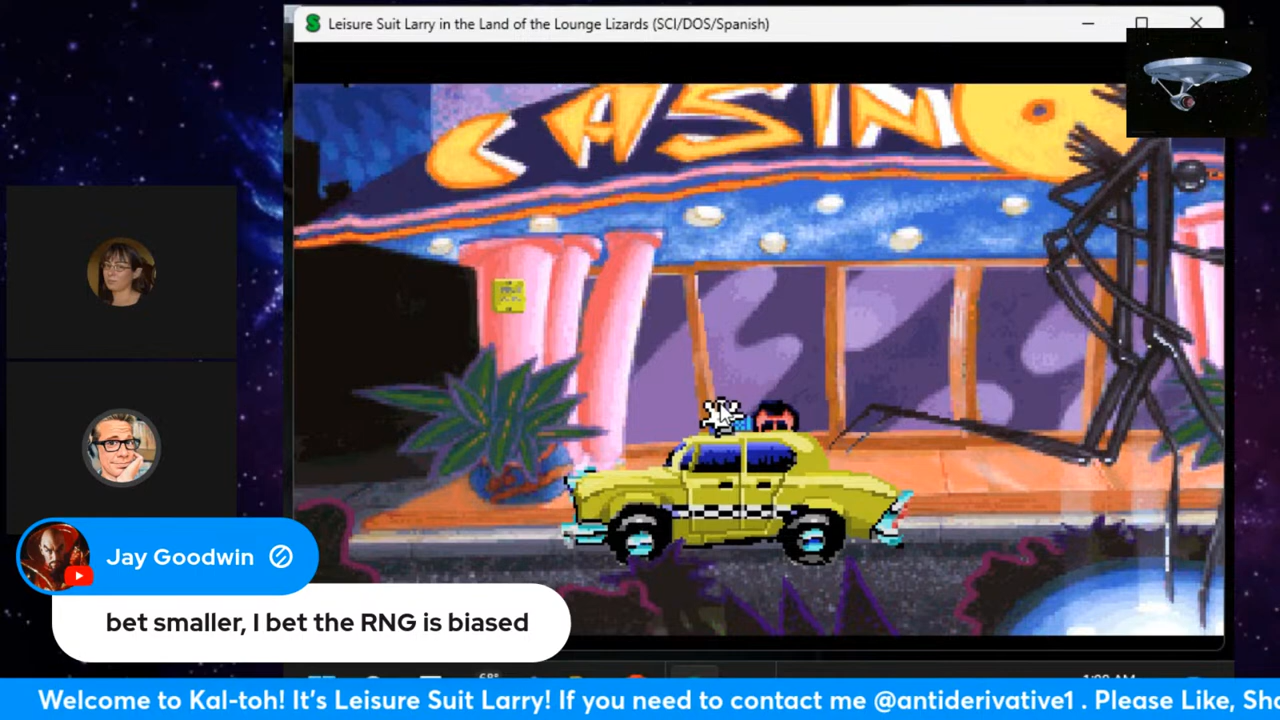 Leisure Suit Larry in the Land of the Lounge Lizards (SCI/DOS/Spanish)
CASINO
Jay Goodwin
bet smaller, I bet the RNG is biased
68°
Welcome to Kal-toh! It's Leisure Suit Larry! If you need to contact me @antiderivative1 . Please Like, Sha